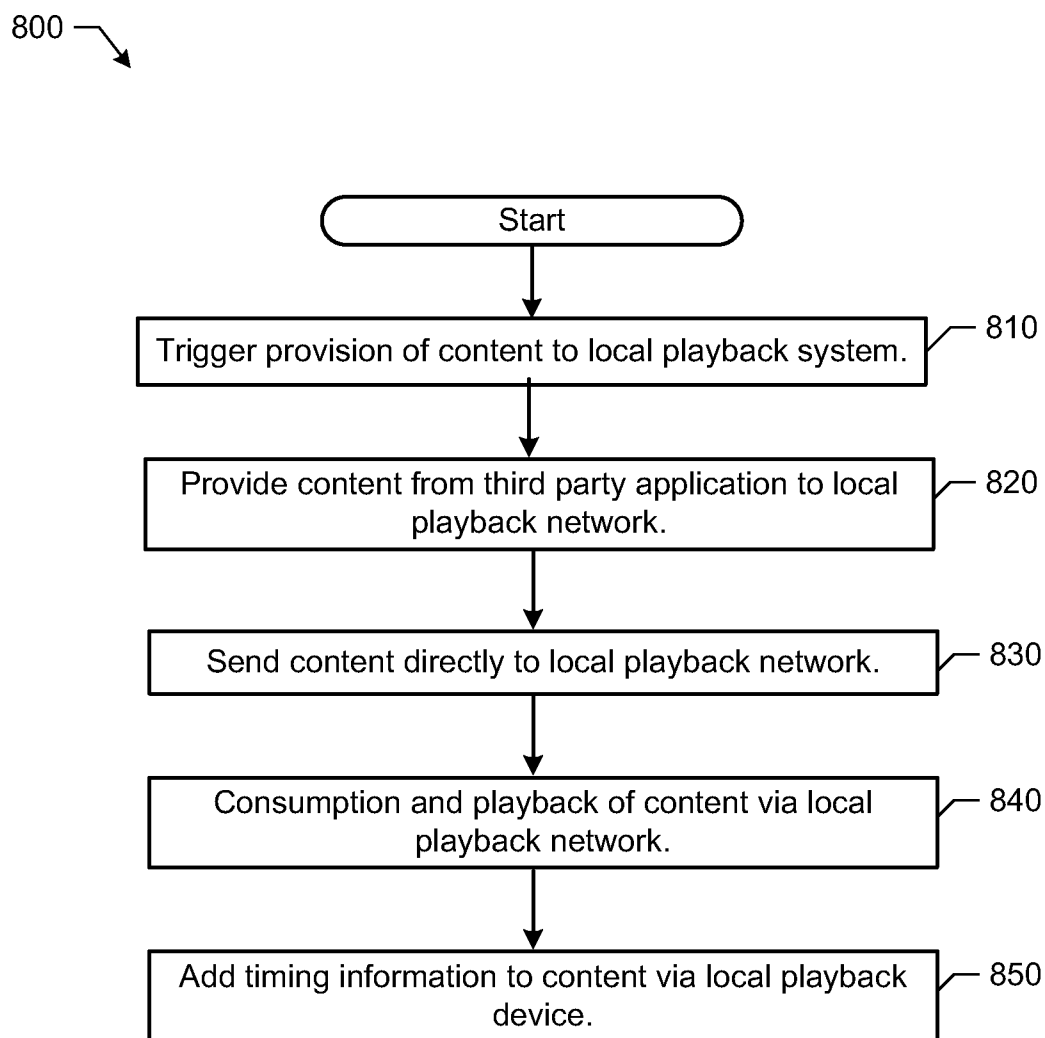 800
Start
Trigger provision of content to local playback system.
810
Provide content from third party application to local
playback network.
820
Send content directly to local playback network.
830
Consumption and playback of content via local
playback network.
840
Add timing information to content via local playback
device.
850